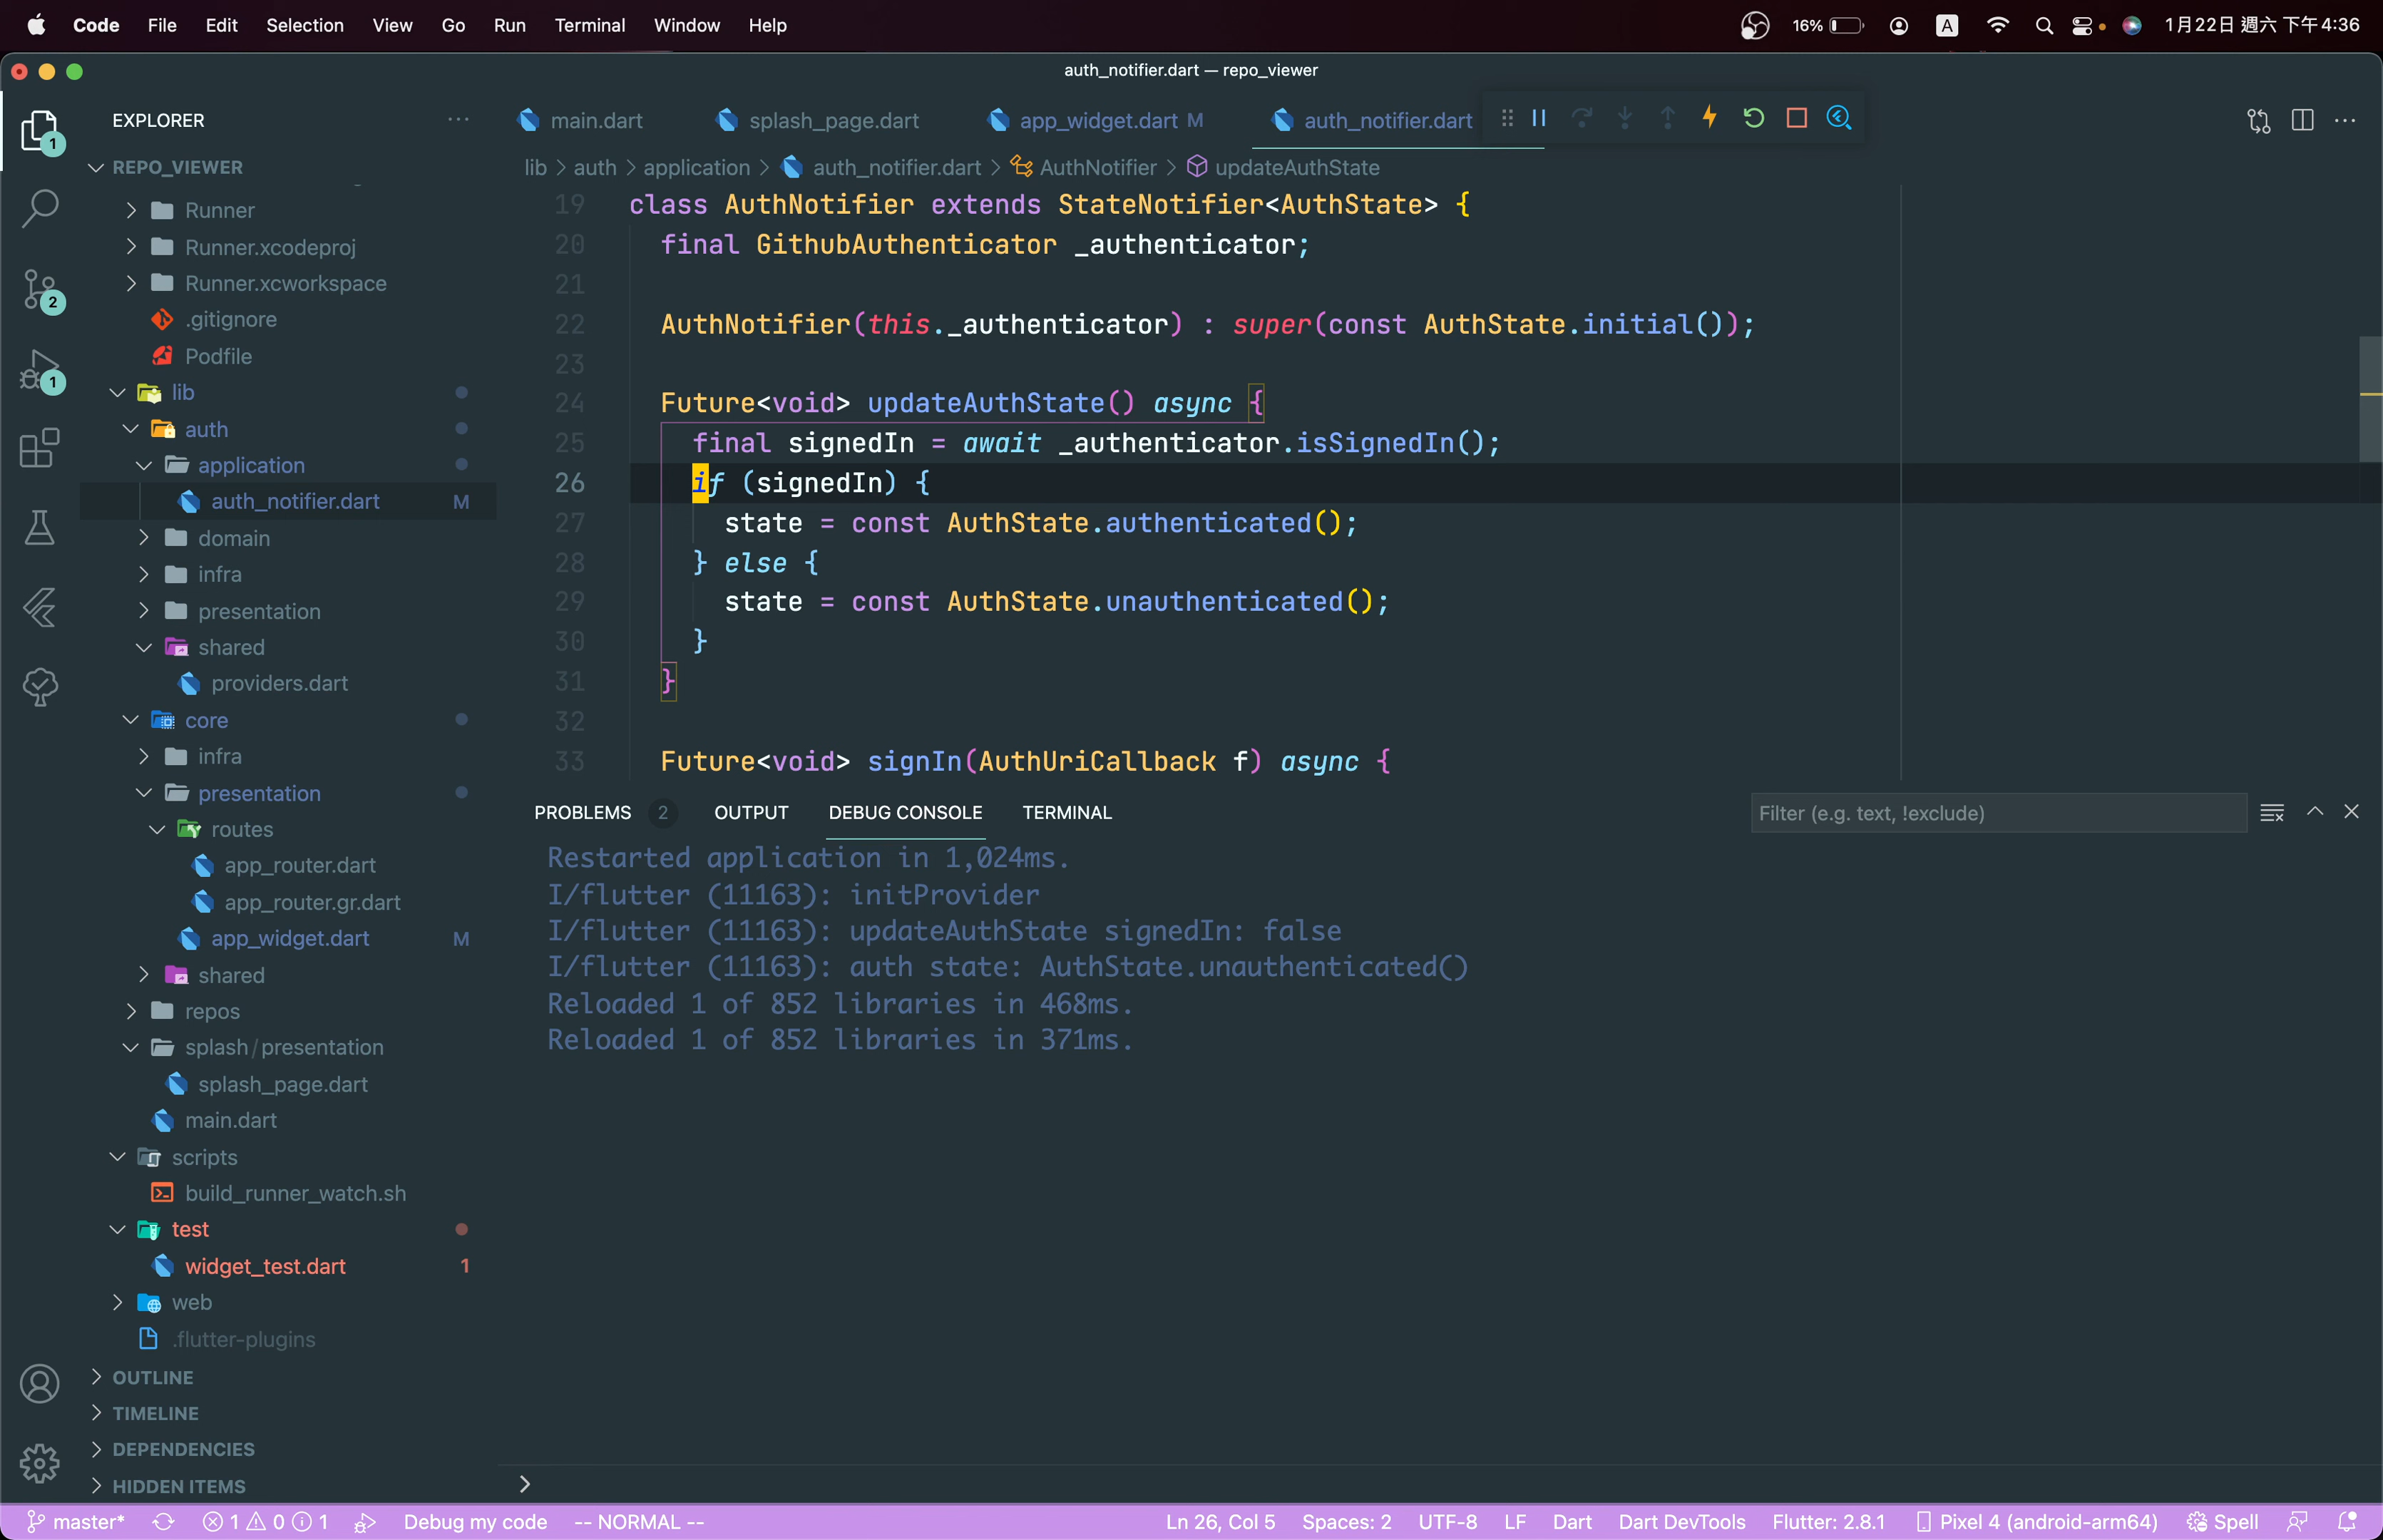 Code File Edit Selection View Go Run Terminal Window Help 16% A 1月22日 週六 下午4:36
auth_notifier.dart — repo_viewer
EXPLORER
main.dart splash_page.dart app_widget.dart M auth_notifier.dart
REPO_VIEWER
lib > auth > application > auth_notifier.dart > AuthNotifier > updateAuthState
Runner
Runner.xcodeproj
Runner.xcworkspace
.gitignore
Podfile
lib
auth
application
auth_notifier.dart M
domain
infra
presentation
shared
providers.dart
core
infra
presentation
routes
app_router.dart
app_router.gr.dart
app_widget.dart M
shared
repos
splash/presentation
splash_page.dart
main.dart
scripts
build_runner_watch.sh
test
widget_test.dart 1
web
.flutter-plugins
OUTLINE
TIMELINE
DEPENDENCIES
HIDDEN ITEMS
1
2
1
19 class AuthNotifier extends StateNotifier<AuthState> {
20 final GithubAuthenticator _authenticator;
21
22 AuthNotifier(this._authenticator) : super(const AuthState.initial());
23
24 Future<void> updateAuthState() async {
25 final signedIn = await _authenticator.isSignedIn();
26 if (signedIn) {
27 state = const AuthState.authenticated();
28 } else {
29 state = const AuthState.unauthenticated();
30 }
31 }
32
33 Future<void> signIn(AuthUriCallback f) async {
PROBLEMS 2 OUTPUT DEBUG CONSOLE TERMINAL Filter (e.g. text, !exclude)
Restarted application in 1,024ms.
I/flutter (11163): initProvider
I/flutter (11163): updateAuthState signedIn: false
I/flutter (11163): auth state: AuthState.unauthenticated()
Reloaded 1 of 852 libraries in 468ms.
Reloaded 1 of 852 libraries in 371ms.
master* 1 0 1 Debug my code -- NORMAL -- Ln 26, Col 5 Spaces: 2 UTF-8 LF Dart Dart DevTools Flutter: 2.8.1 Pixel 4 (android-arm64) Spell